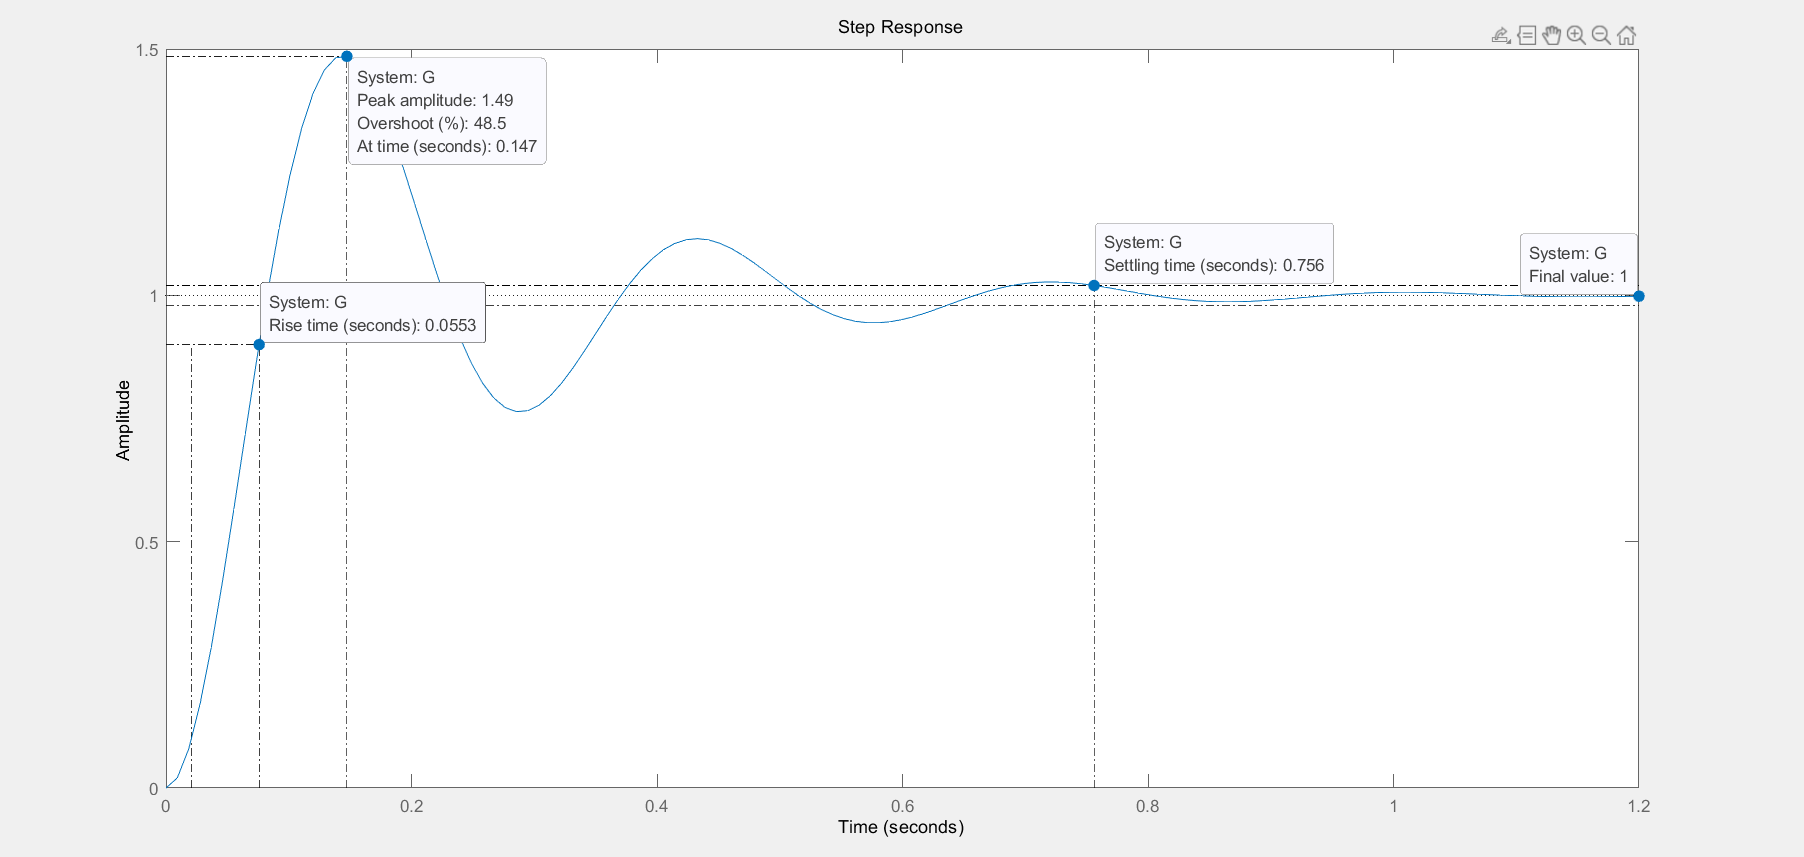 Step Response
1.5
System: G
Peak amplitude: 1.49
Overshoot (%): 48.5
At time (seconds): 0.147
System: G
Settling time (seconds): 0.756
System: G
Final value: 1
1
System: G
Rise time (seconds): 0.0553
Amplitude
0.5
0
0
0.2
0.4
0.6
0.8
1
1.2
Time (seconds)